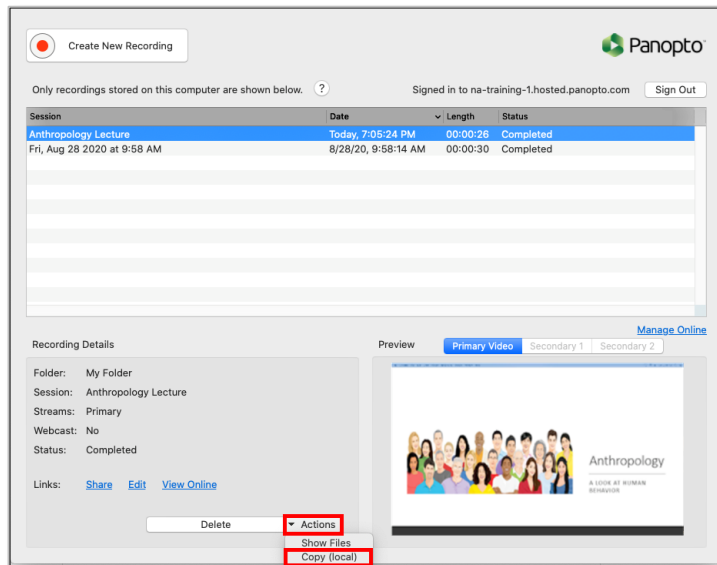 Create New Recording
Panopto
Only recordings stored on this computer are shown below. ?
Signed in to na-training-1.hosted.panopto.com
Sign Out
Session Date Length Status
Anthropology Lecture Today, 7:05:24 PM 00:00:26 Completed
Fri, Aug 28 2020 at 9:58 AM 8/28/20, 9:58:14 AM 00:00:30 Completed
Manage Online
Recording Details
Preview Primary Video Secondary 1 Secondary 2
Folder: My Folder
Session: Anthropology Lecture
Streams: Primary
Webcast: No
Status: Completed
Links: Share Edit View Online
Anthropology
A LOOK AT HUMAN
BEHAVIOR
Delete
Actions
Show Files
Copy (local)